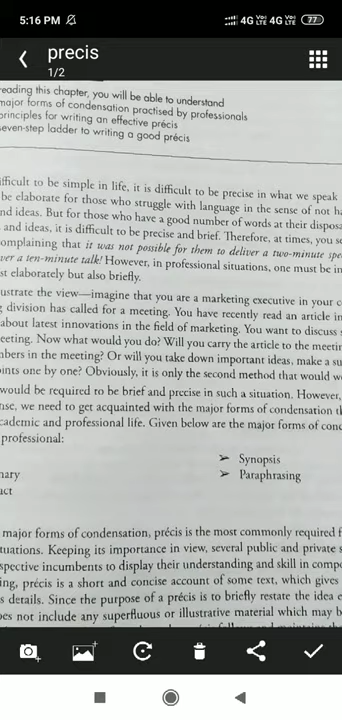 5:16 PM
4G VoLTE 4G VoLTE 77
precis
1/2
reading this chapter, you will be able to understand
major forms of condensation practised by professionals
principles for writing an effective précis
seven-step ladder to writing a good précis
ifficult to be simple in life, it is difficult to be precise in what we speak
be elaborate for those who struggle with language in the sense of not ha
nd ideas. But for those who have a good number of words at their disposa
and ideas, it is difficult to be precise and brief. Therefore, at times, you se
omplaining that it was not possible for them to deliver a two-minute spe
ver a ten-minute talk! However, in professional situations, one must be in
st elaborately but also briefly.
ustrate the view—imagine that you are a marketing executive in your c
g division has called for a meeting. You have recently read an article in
about latest innovations in the field of marketing. You want to discuss
eeting. Now what would you do? Will you carry the article to the meetin
nbers in the meeting? Or will you take down important ideas, make a su
oints one by one? Obviously, it is only the second method that would w
would be required to be brief and precise in such a situation. However,
nse, we need to get acquainted with the major forms of condensation th
cademic and professional life. Given below are the major forms of conc
professional:
➢ Synopsis
nary ➢ Paraphrasing
act
major forms of condensation, précis is the most commonly required f
tuations. Keeping its importance in view, several public and private s
spective incumbents to display their understanding and skill in compe
ing, précis is a short and concise account of some text, which gives
s details. Since the purpose of a précis is to briefly restate the idea e
oes not include any superfluous or illustrative material which may b